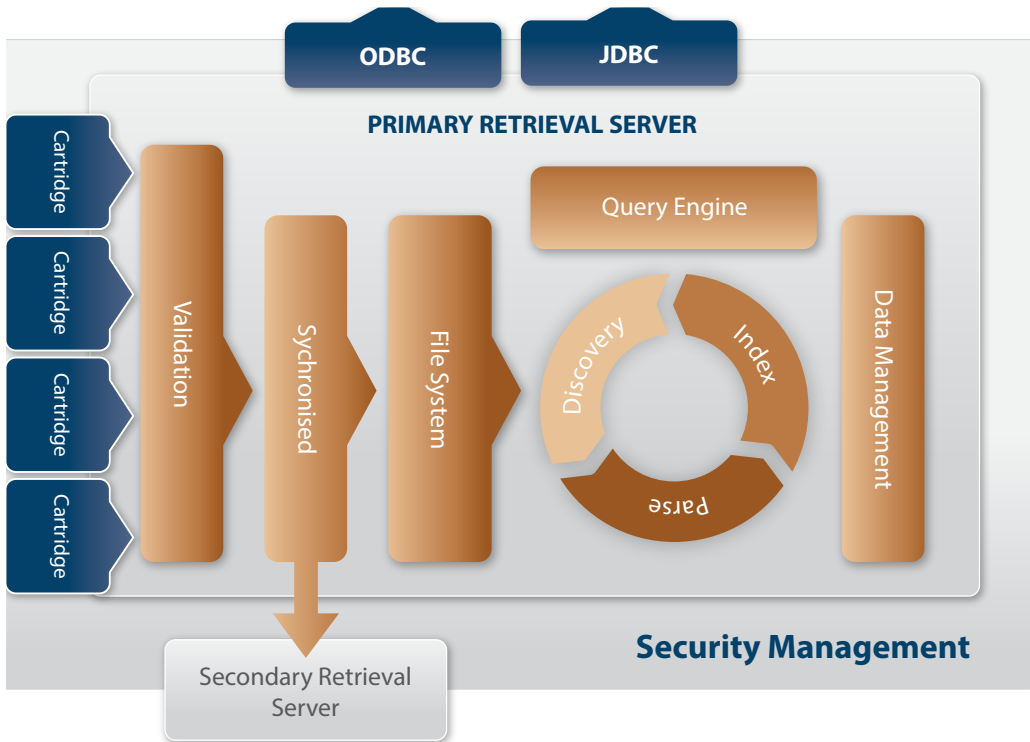 ODBC
JDBC
PRIMARY RETRIEVAL SERVER
Cartridge
Cartridge
Cartridge
Cartridge
Validation
Sychronised
File System
Query Engine
Discovery
Index
Parse
Data Management
Security Management
Secondary Retrieval
Server